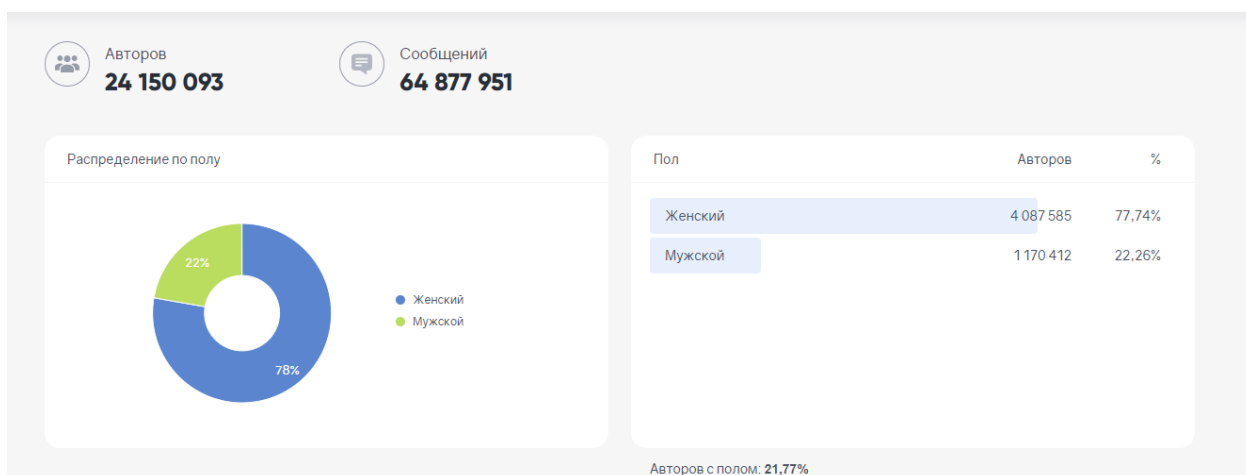 Авторов
24 150 093
Сообщений
64 877 951
Распределение по полу
22%
78%
Женский
Мужской
Пол Авторов %
Женский 4 087 585 77,74%
Мужской 1 170 412 22,26%
Авторов с полом: 21,77%